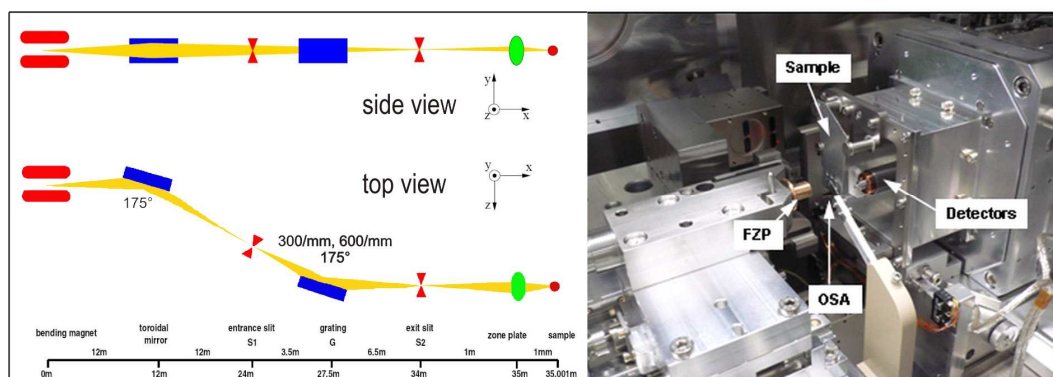 y
z
x
side view
y
x
z
top view
175°
300/mm, 600/mm
175°
bending magnet
toroidal
mirror
entrance slit
S1
grating
G
exit slit
S2
zone plate
sample
12m
12m
3.5m
6.5m
1m
1mm
0m
12m
24m
27.5m
34m
35m
35.001m
Sample
FZP
Detectors
OSA